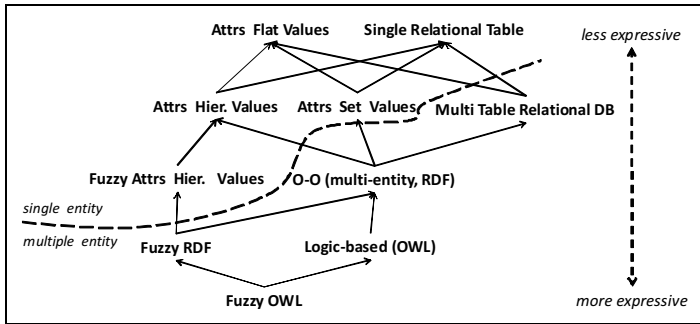 Attrs Flat Values
Single Relational Table
less expressive
Attrs Hier. Values
Attrs Set Values
Multi Table Relational DB
Fuzzy Attrs Hier. Values
O-O (multi-entity, RDF)
single entity
multiple entity
Fuzzy RDF
Logic-based (OWL)
Fuzzy OWL
more expressive